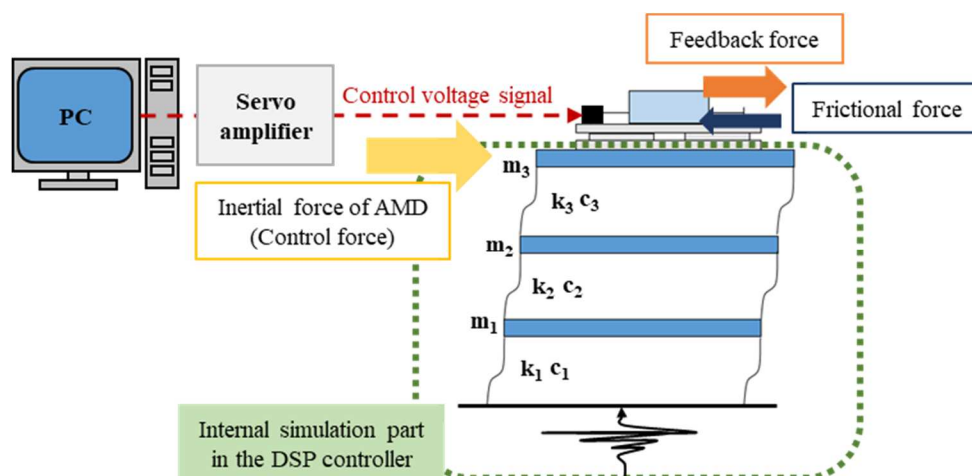 Feedback force
PC
Servo
amplifier
Control voltage signal
Frictional force
m3
Inertial force of AMD
(Control force)
k3 c3
m2
k2 c2
m1
k1 c1
Internal simulation part
in the DSP controller